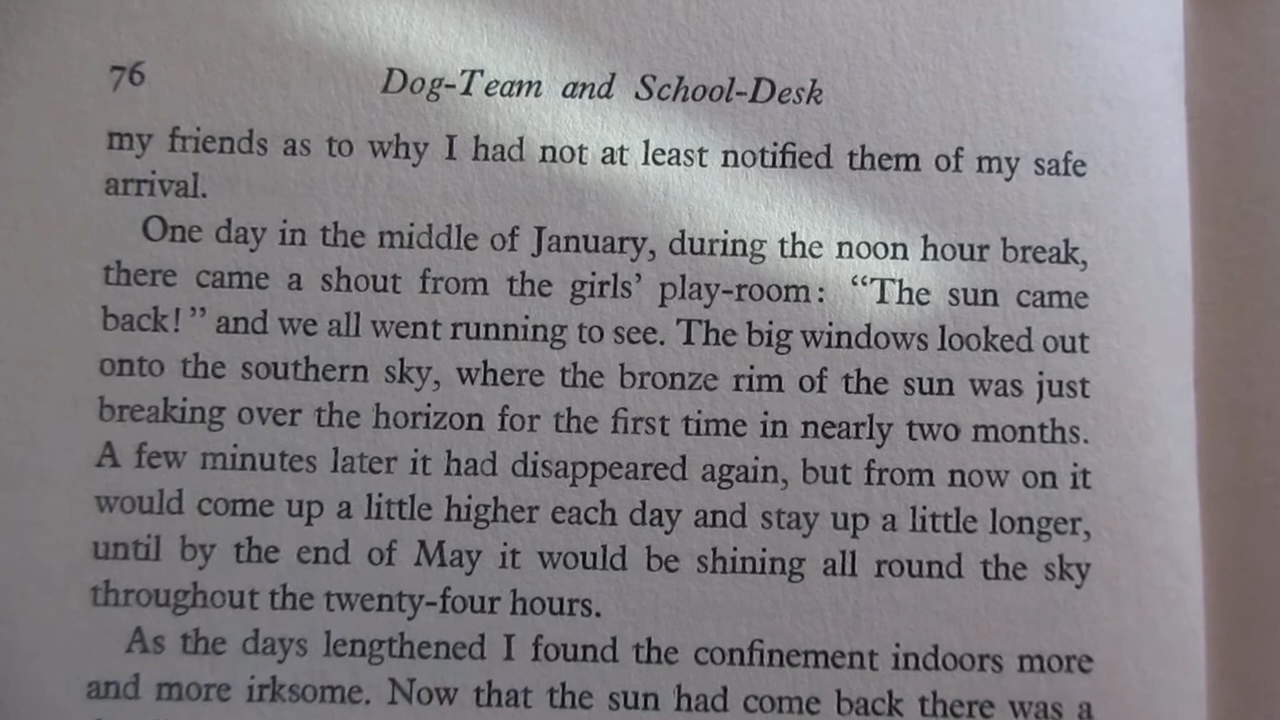 76
Dog-Team and School-Desk
my friends as to why I had not at least notified them of my safe
arrival.
One day in the middle of January, during the noon hour break,
there came a shout from the girls’ play-room: “The sun came
back!” and we all went running to see. The big windows looked out
onto the southern sky, where the bronze rim of the sun was just
breaking over the horizon for the first time in nearly two months.
A few minutes later it had disappeared again, but from now on it
would come up a little higher each day and stay up a little longer,
until by the end of May it would be shining all round the sky
throughout the twenty-four hours.
As the days lengthened I found the confinement indoors more
and more irksome. Now that the sun had come back there was a